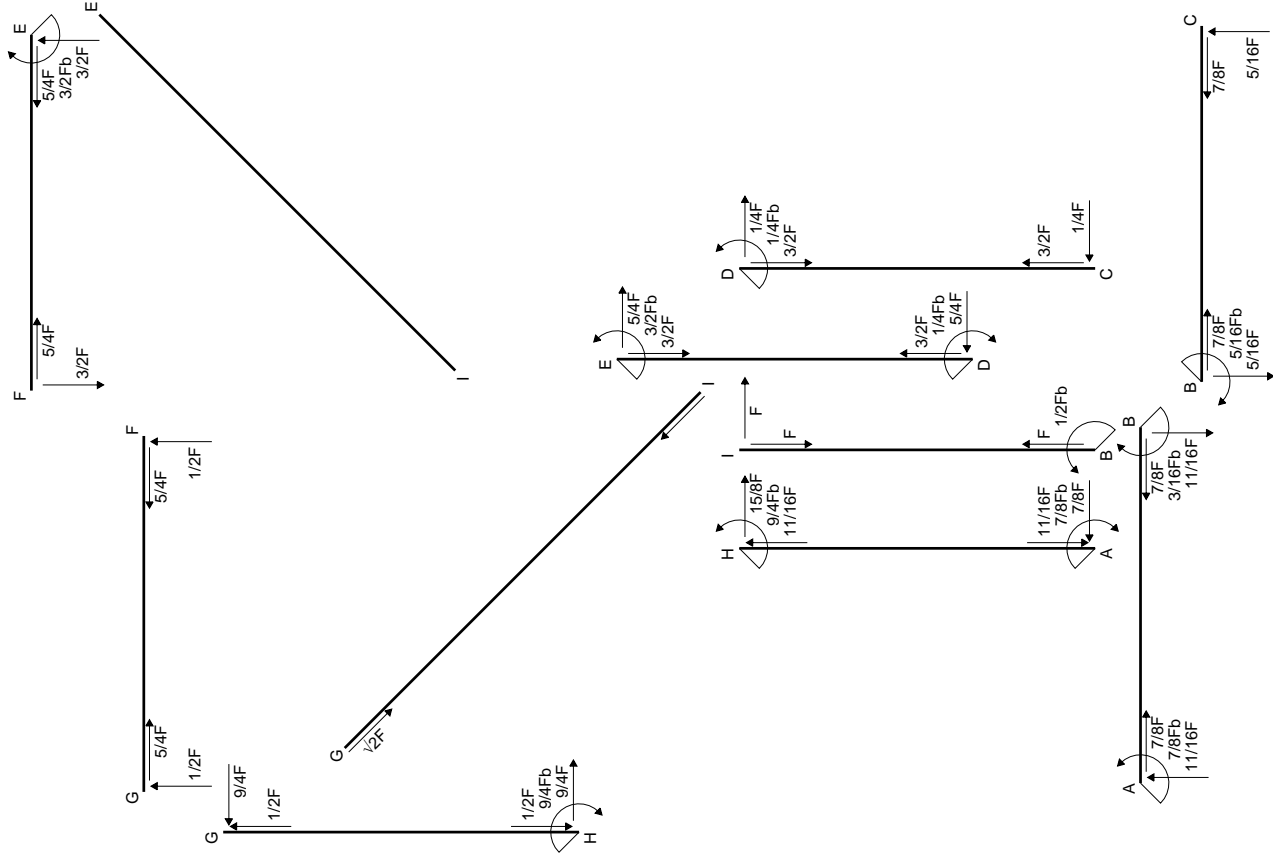 F
5/4F
3/2F
E
5/4F
3/2Fb
3/2F
E
I
G
5/4F
1/2F
F
5/4F
1/2F
G
√2F
I
G
9/4F
1/2F
H
1/2F
9/4Fb
9/4F
E
5/4F
3/2Fb
3/2F
D
3/2F
1/4Fb
5/4F
D
1/4F
1/4Fb
3/2F
C
3/2F
1/4F
I
F
F
B
F
1/2Fb
H
15/8F
9/4Fb
11/16F
A
11/16F
7/8Fb
7/8F
A
7/8F
7/8Fb
11/16F
B
7/8F
3/16Fb
11/16F
B
7/8F
5/16Fb
5/16F
C
7/8F
5/16F